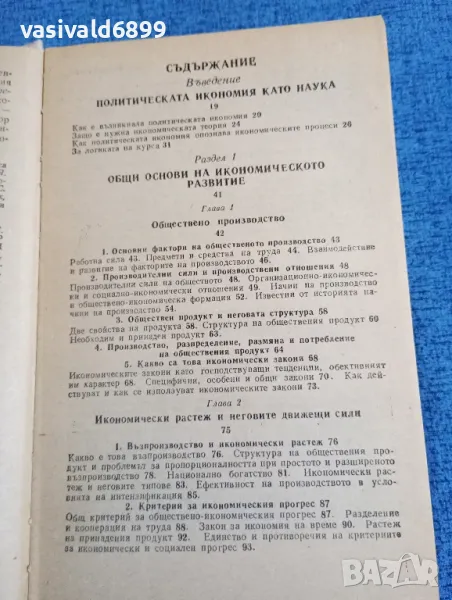 vasivald6899
СЪДЪРЖАНИЕ
Въведение
ПОЛИТИЧЕСКАТА ИКОНОМИЯ КАТО НАУКА
19
Как е възникнала политическата икономия 20
Защо е нужна икономическата теория 24
Как политическата икономия опознава икономическите процеси 26
За логиката на курса 31
Раздел I
ОБЩИ ОСНОВИ НА ИКОНОМИЧЕСКОТО
РАЗВИТИЕ
41
Глава 1
Обществено производство
42
1. Основни фактори на общественото производство 43
Работна сила 43. Предмети и средства на труда 44. Взаимодействие
и развитие на факторите на производството 46.
2. Производителни сили и производствени отношения 48
Производителни сили на обществото 48. Организационно-икономичес-
ки и социално-икономически отношения 49. Начин на производство
и обществено-икономическа формация 52. Известни от историята на-
чини на производство 54.
3. Обществен продукт и неговата структура 58
Две свойства на продукта 58. Структура на обществения продукт 60
Необходим и принаден продукт 63.
4. Производство, разпределение, размяна и потребление
на обществения продукт 64
5. Какво са това икономически закони 68
Икономическите закони като господстващи тенденции, обективният
им характер 68. Специфични, особени и общи закони 70. Как дей-
ствуват и как се използуват икономическите закони 73.
Глава 2
Икономически растеж и неговите движещи сили
75
1. Възпроизводство и икономически растеж 76
Какво е това възпроизводство 76. Структура на обществения про-
дукт и проблемът за пропорционалността при простото и разширеното
възпроизводство 78. Национално богатство 81. Икономически рас-
теж и неговите типове 83. Ефективност на производството в усло-
вията на интензификация 85.
2. Критерии за икономическия прогрес 87
Общ критерий за обществено-икономическия прогрес 87. Разделение
и кооперация на труда 88. Закон за икономия на време 90. Растеж
на принадения продукт 92. Единство и противоречия на критериите
за икономически и социален прогрес 93.
BAZAR